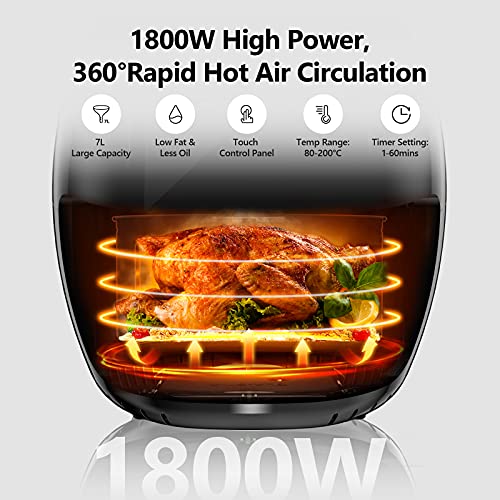 1800W High Power,
360°Rapid Hot Air Circulation
7L
7L
Large Capacity
Low Fat &
Less Oil
Touch
Control Panel
Temp Range:
80-200°C
Timer Setting:
1-60mins
1800W